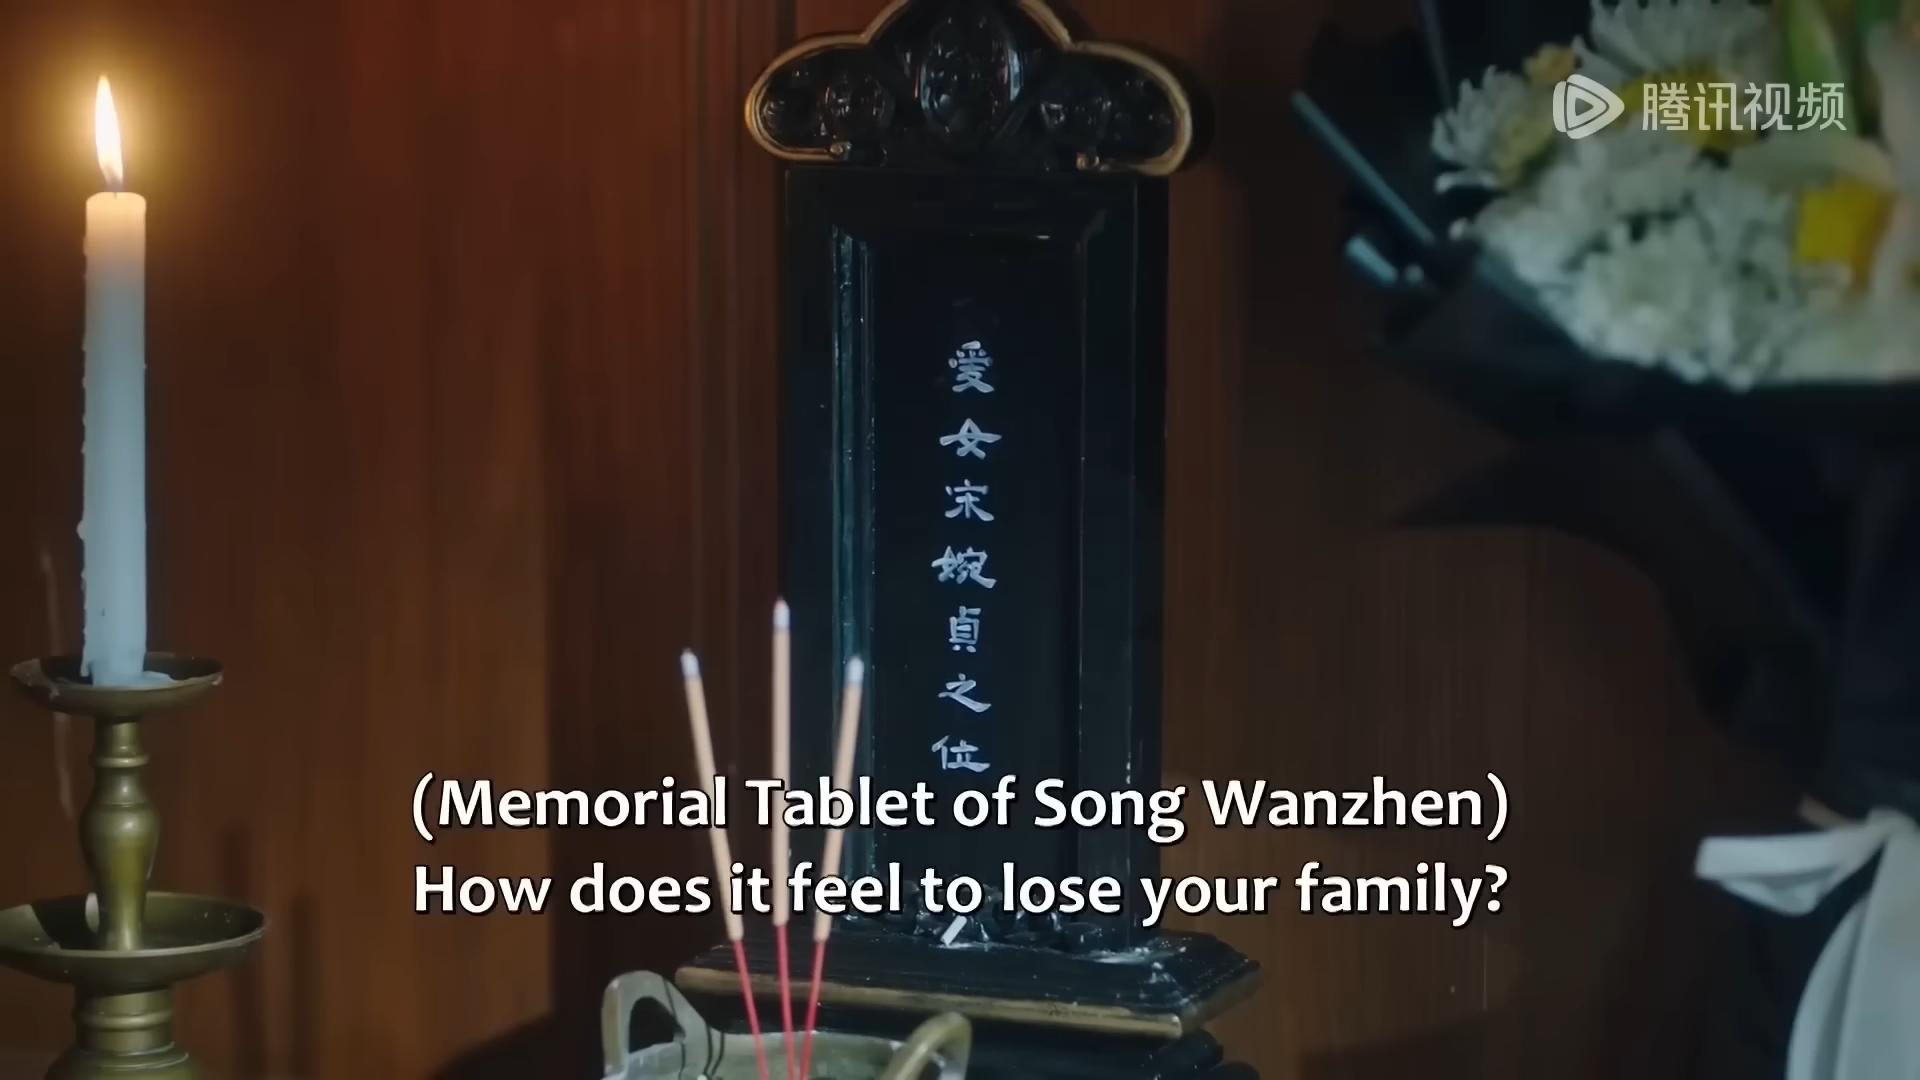 腾讯视频
爱女宋婉贞之位
(Memorial Tablet of Song Wanzhen)
How does it feel to lose your family?